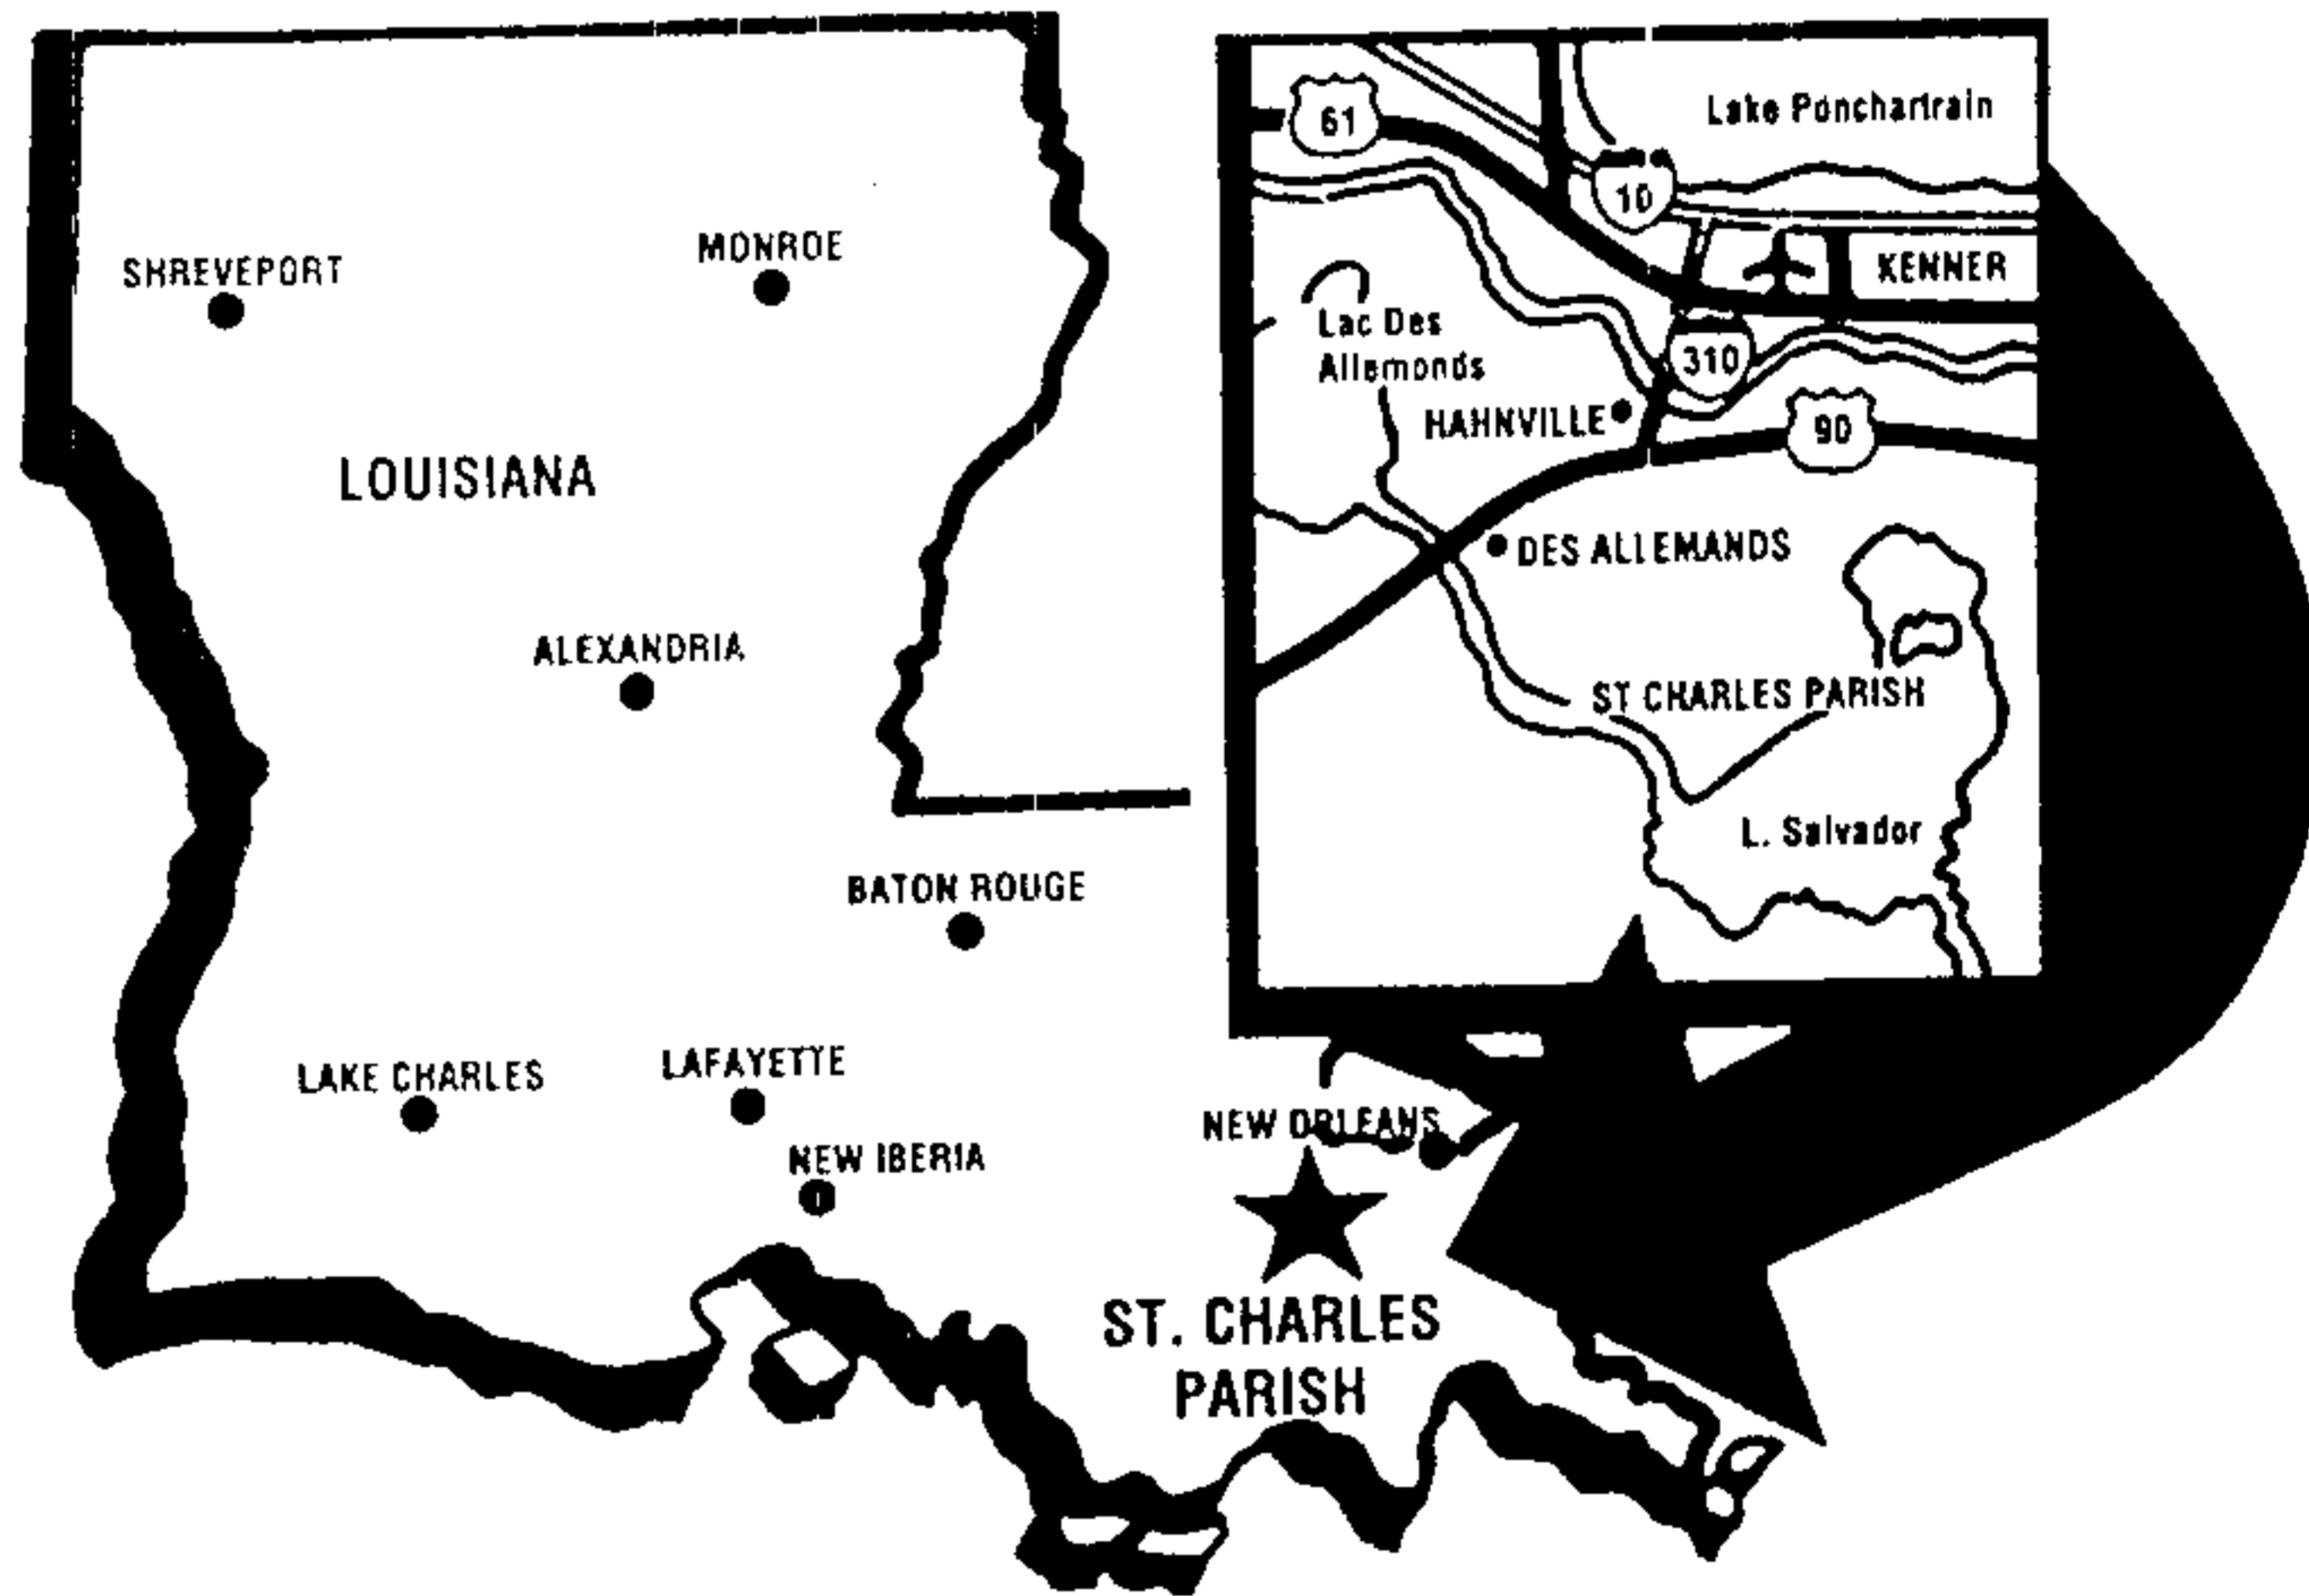 SHREVEPORT
MONROE
LOUISIANA
ALEXANDRIA
BATON ROUGE
LAKE CHARLES
LAFAYETTE
NEW IBERIA
NEW ORLEANS
ST. CHARLES
PARISH
61
Lake Ponchartrain
10
KENNER
Lac Des
Allemonds
310
HAHNVILLE
90
DES ALLEMANDS
ST CHARLES PARISH
L. Salvador